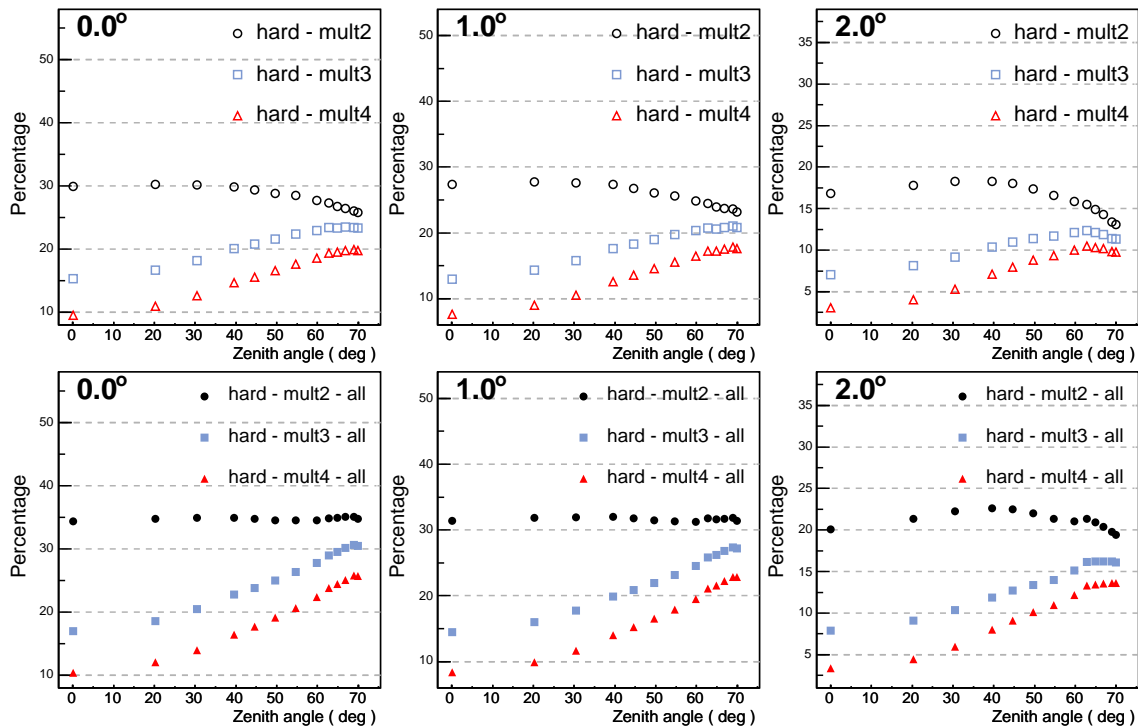 0.0º
hard - mult2
hard - mult3
hard - mult4
Percentage
50
40
30
20
10
0 10 20 30 40 50 60 70
Zenith angle ( deg )
1.0º
hard - mult2
hard - mult3
hard - mult4
Percentage
50
40
30
20
10
0 10 20 30 40 50 60 70
Zenith angle ( deg )
2.0º
hard - mult2
hard - mult3
hard - mult4
Percentage
35
30
25
20
15
10
5
0 10 20 30 40 50 60 70
Zenith angle ( deg )
0.0º
hard - mult2 - all
hard - mult3 - all
hard - mult4 - all
Percentage
50
40
30
20
10
0 10 20 30 40 50 60 70
Zenith angle ( deg )
1.0º
hard - mult2 - all
hard - mult3 - all
hard - mult4 - all
Percentage
50
40
30
20
10
0 10 20 30 40 50 60 70
Zenith angle ( deg )
2.0º
hard - mult2 - all
hard - mult3 - all
hard - mult4 - all
Percentage
35
30
25
20
15
10
5
0 10 20 30 40 50 60 70
Zenith angle ( deg )